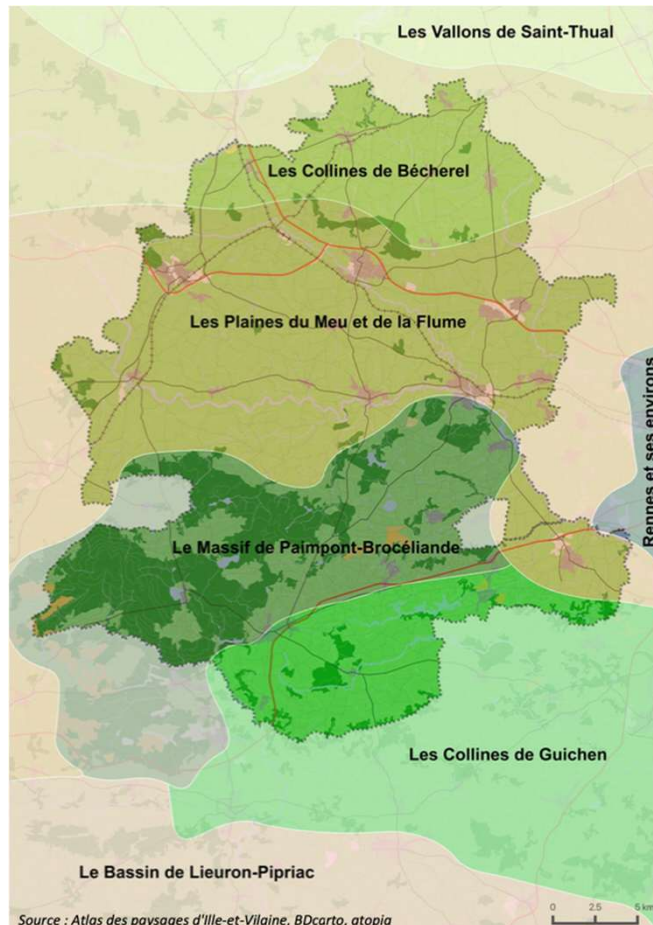 Les Vallons de Saint-Thual
Les Collines de Bécherel
Les Plaines du Meu et de la Flume
Rennes et ses environs
Le Massif de Paimpont-Brocéliande
Les Collines de Guichen
Le Bassin de Lieuron-Pipriac
Source : Atlas des paysages d'Ille-et-Vilaine, BDcarto, atopia
0 2.5 5 km